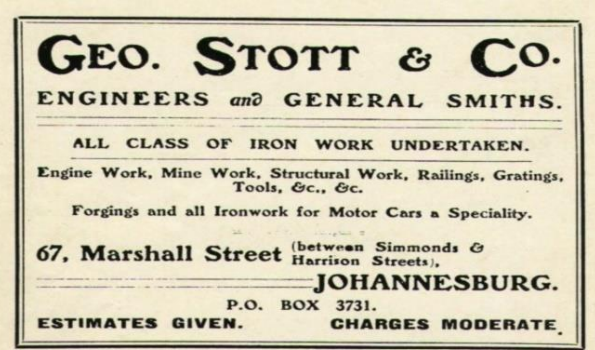 GEO. STOTT & CO.
ENGINEERS and GENERAL SMITHS.
ALL CLASS OF IRON WORK UNDERTAKEN.
Engine Work, Mine Work, Structural Work, Railings, Gratings,
Tools, &c., &c.
Forgings and all Ironwork for Motor Cars a Speciality.
67, Marshall Street (between Simmonds &
Harrison Streets),
JOHANNESBURG.
P.O. BOX 3731.
ESTIMATES GIVEN. CHARGES MODERATE.